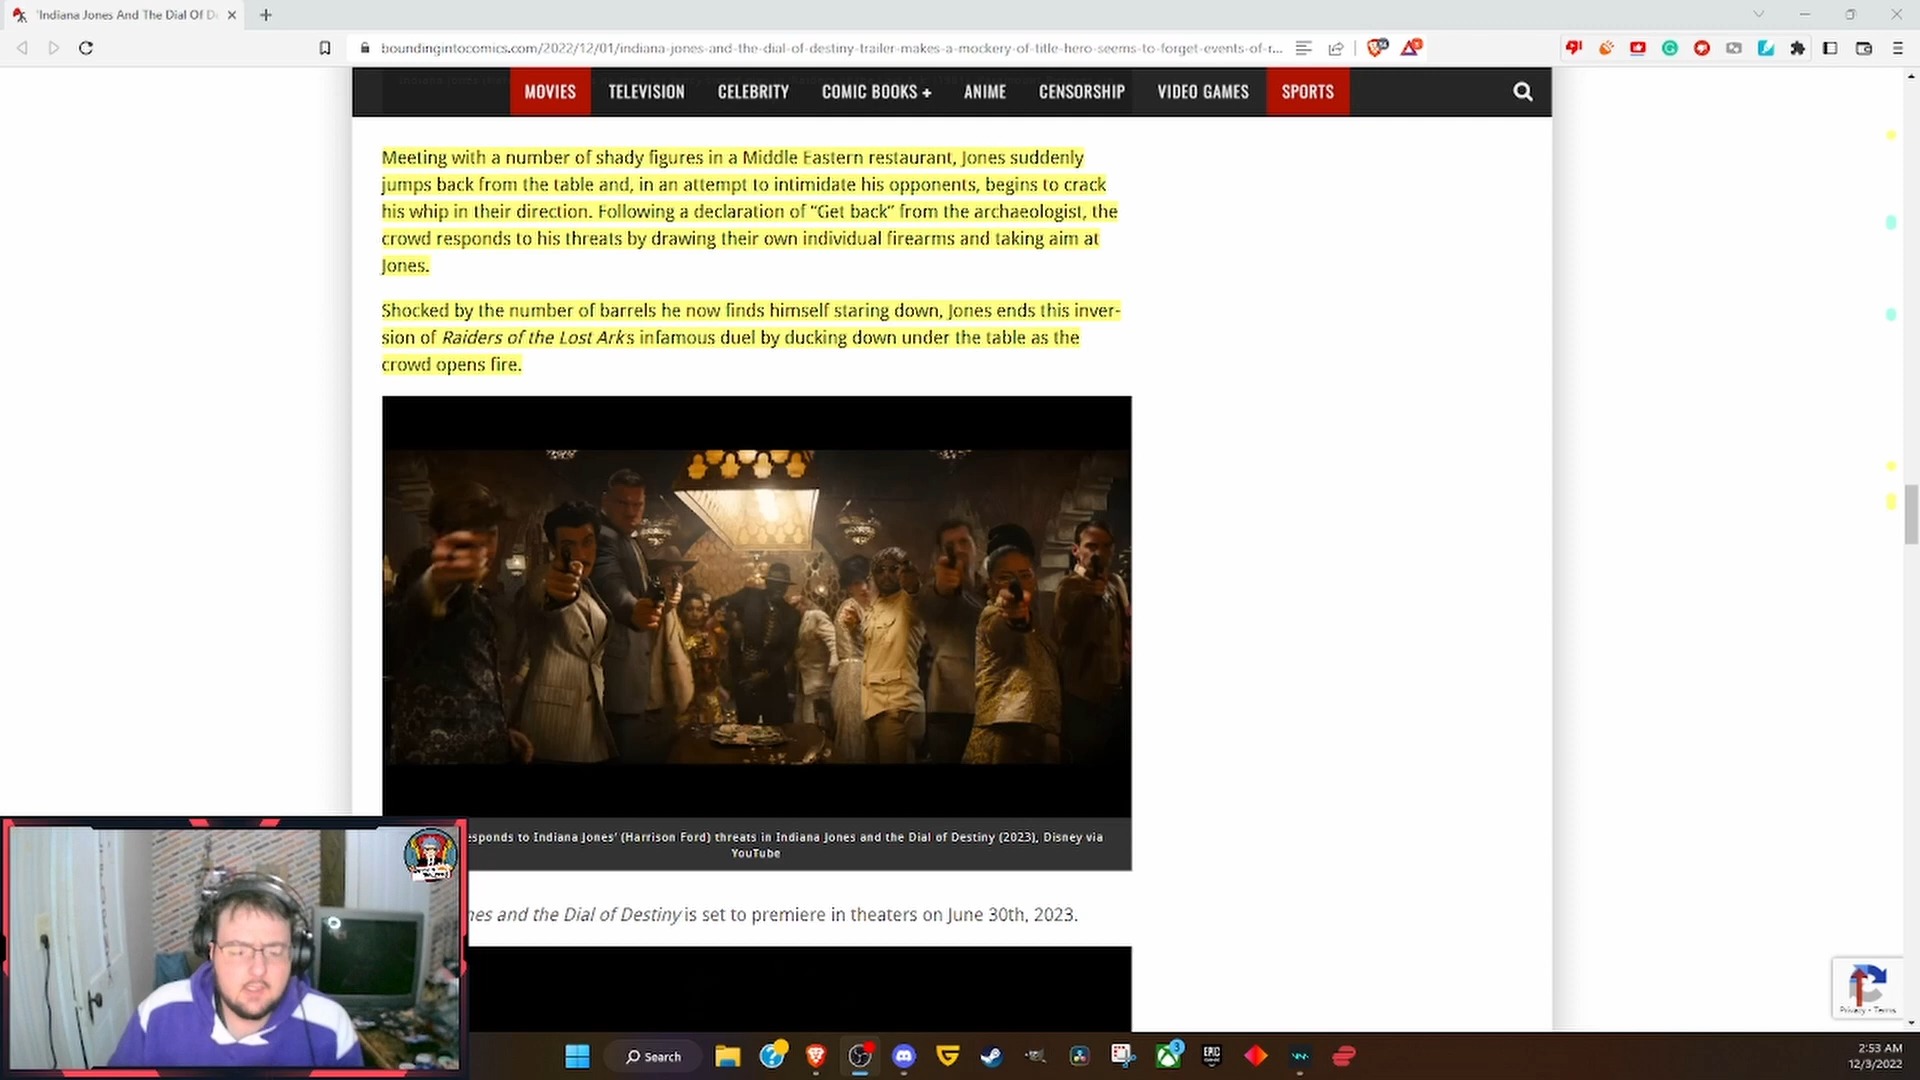 'Indiana Jones And The Dial Of De
boundingintocomics.com/2022/12/01/indiana-jones-and-the-dial-of-destiny-trailer-makes-a-mockery-of-title-hero-seems-to-forget-events-of-r...
MOVIES TELEVISION CELEBRITY COMIC BOOKS + ANIME CENSORSHIP VIDEO GAMES SPORTS
Meeting with a number of shady figures in a Middle Eastern restaurant, Jones suddenly
jumps back from the table and, in an attempt to intimidate his opponents, begins to crack
his whip in their direction. Following a declaration of “Get back” from the archaeologist, the
crowd responds to his threats by drawing their own individual firearms and taking aim at
Jones.
Shocked by the number of barrels he now finds himself staring down, Jones ends this inver-
sion of Raiders of the Lost Ark's infamous duel by ducking down under the table as the
crowd opens fire.
esponds to Indiana Jones' (Harrison Ford) threats in Indiana Jones and the Dial of Destiny (2023), Disney via
YouTube
nes and the Dial of Destiny is set to premiere in theaters on June 30th, 2023.
Privacy - Terms
Search
EPIC
3
2:53 AM
12/3/2022